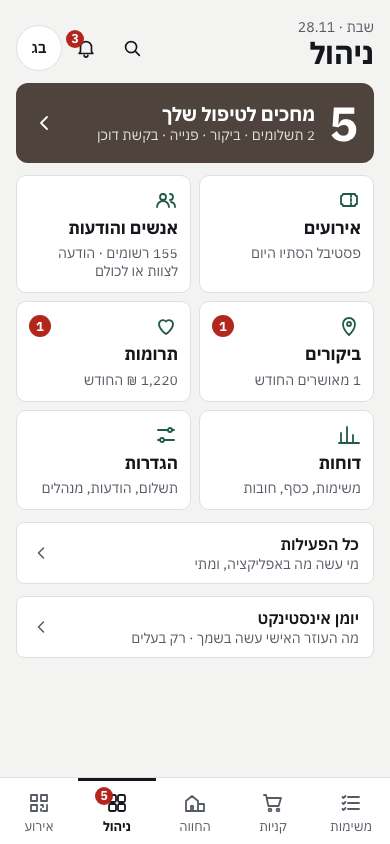 שבת · 28.11
ניהול
3
בג
5
מחכים לטיפול שלך
2 תשלומים · ביקור · פנייה · בקשת דוכן
אירועים
פסטיבל הסתיו היום
אנשים והודעות
155 רשומים · הודעה
לצוות או לכולם
1
ביקורים
1 מאושרים החודש
1
תרומות
1,220 ₪ החודש
דוחות
משימות, כסף, חובות
הגדרות
תשלום, הודעות, מנהלים
כל הפעילות
מי עשה מה באפליקציה, ומתי
יומן אינסטינקט
מה העוזר האישי עשה בשמך · רק בעלים
משימות
קניות
החווה
5
ניהול
אירוע